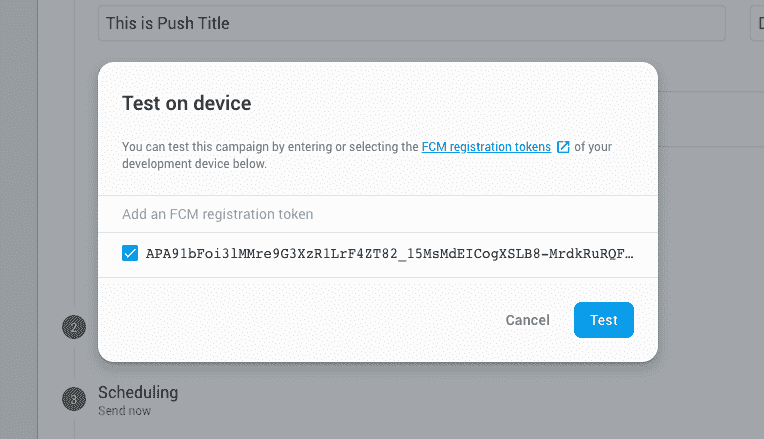 This is Push Title
D
Test on device
You can test this campaign by entering or selecting the FCM registration tokens of your
development device below.
Add an FCM registration token
APA91bFoi3lMMre9G3XzR1LrF4ZT82_15MsMdEICogXSLB8-MrdkRuRQF…
Cancel
Test
2
3
Scheduling
Send now